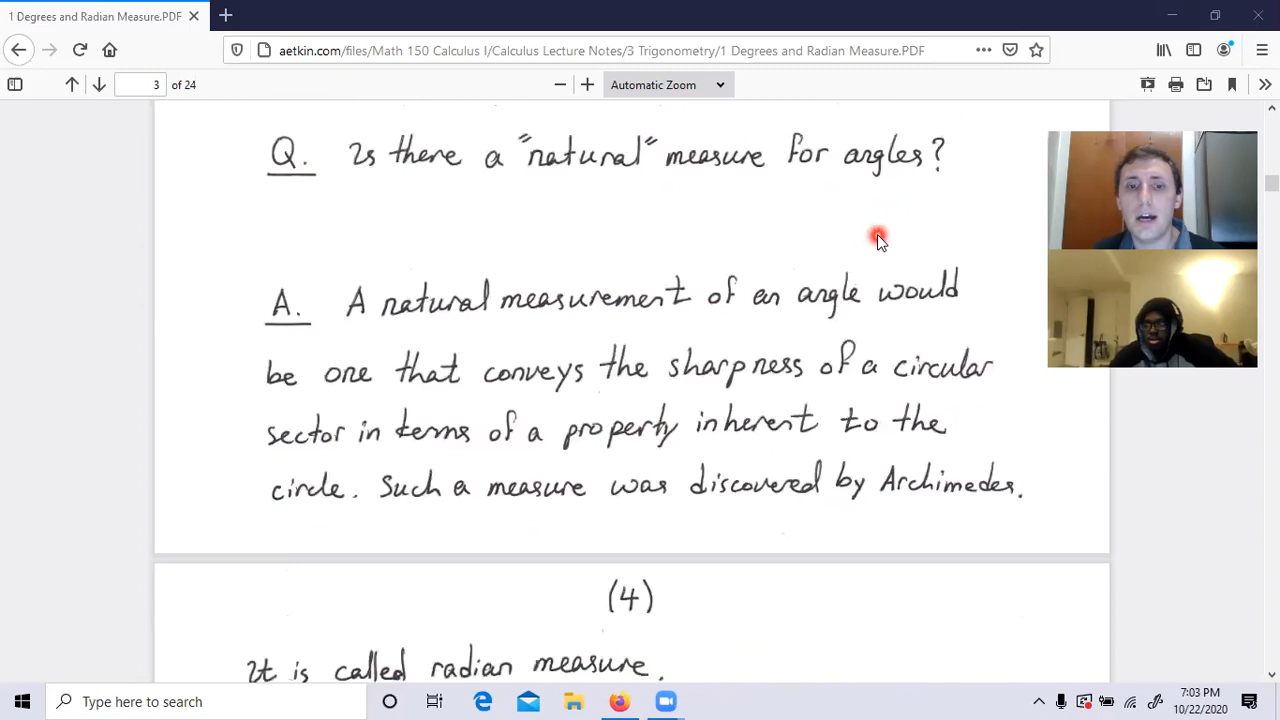 1 Degrees and Radian Measure.PDF
aetkin.com/files/Math 150 Calculus I/Calculus Lecture Notes/3 Trigonometry/1 Degrees and Radian Measure.PDF
3 of 24
Automatic Zoom
Q. Is there a "natural" measure for angles?
A. A natural measurement of an angle would
be one that conveys the sharpness of a circular
sector in terms of a property inherent to the
circle. Such a measure was discovered by Archimedes.
(4)
It is called radian measure.
Type here to search
7:03 PM
10/22/2020